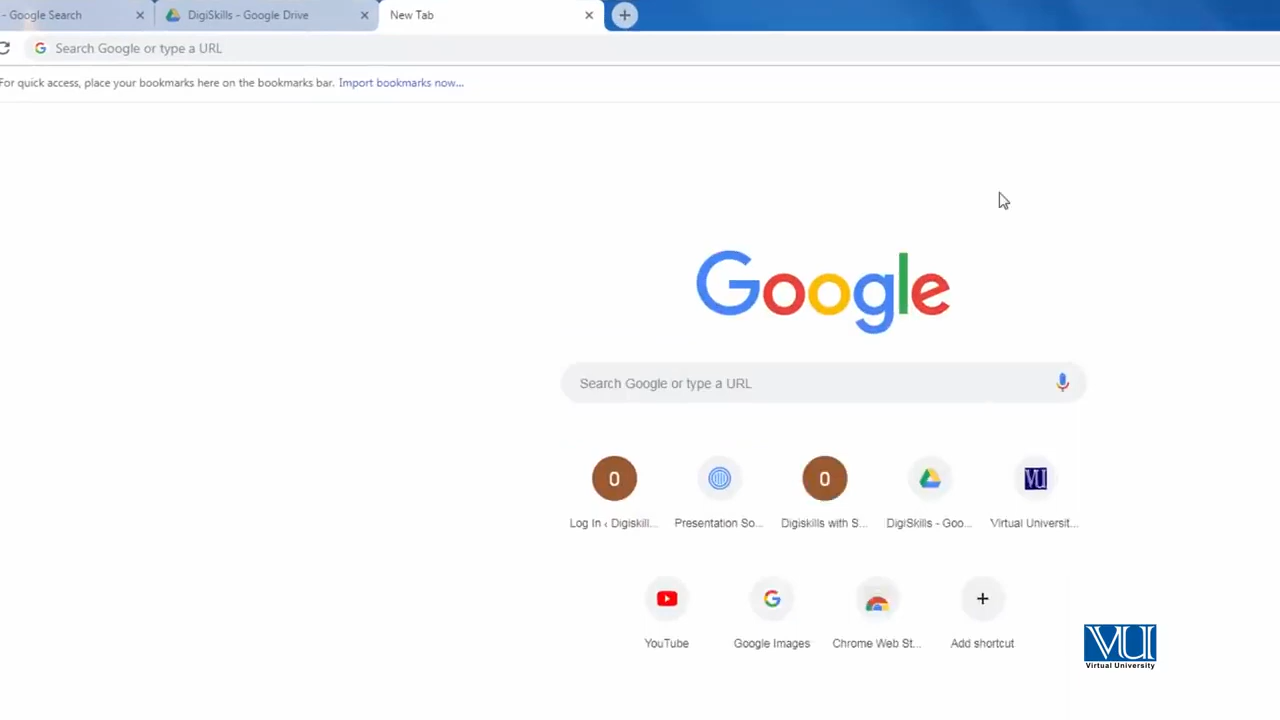 - Google Search
DigiSkills - Google Drive
New Tab
Search Google or type a URL
For quick access, place your bookmarks here on the bookmarks bar. Import bookmarks now...
Google
Search Google or type a URL
0
0
VU
Log In ‹ Digiskill...
Presentation So...
Digiskills with S...
DigiSkills - Goo...
Virtual Universit...
YouTube
Google Images
Chrome Web St...
Add shortcut
VU
Virtual University